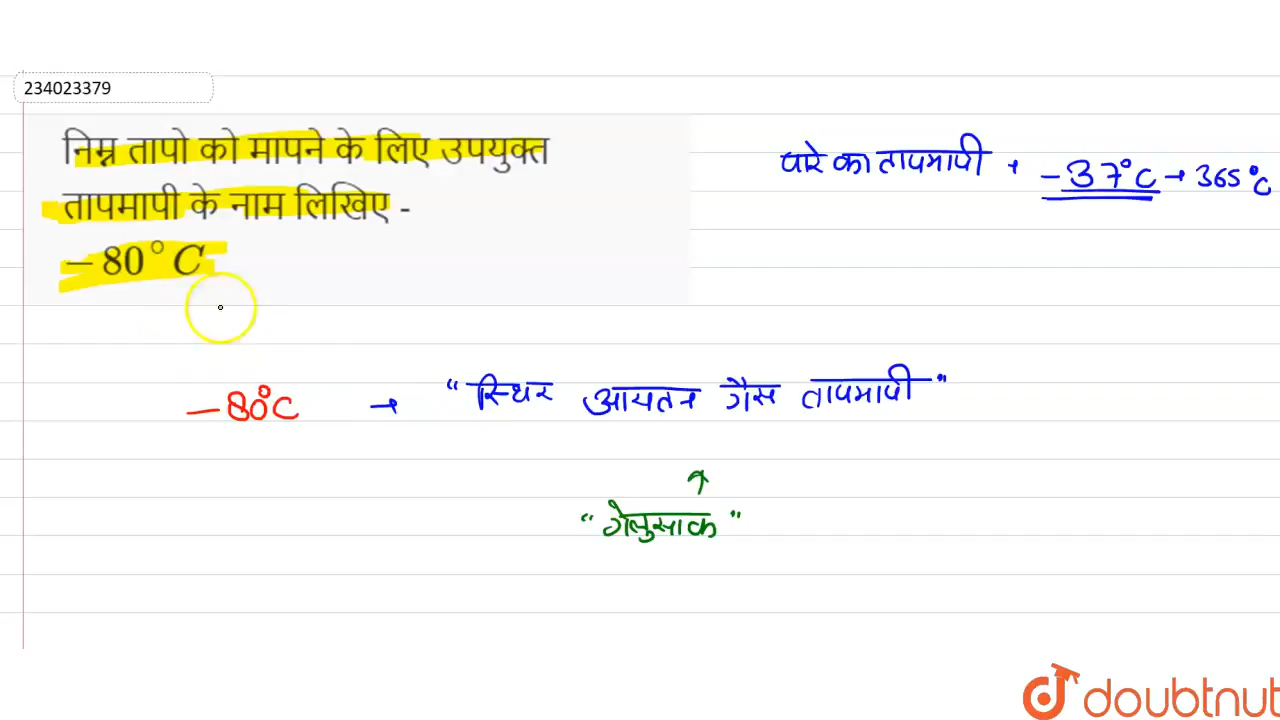 234023379
निम्न तापो को मापने के लिए उपयुक्त
तापमापी के नाम लिखिए -
– 80° C
पारे का तापमापी → –37°C → 365°C
–80°C → "स्थिर आयतन गैस तापमापी"
"गेलुसाक"
doubtnut